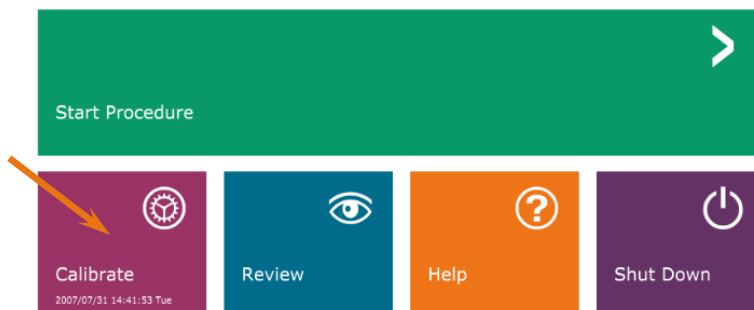 Start Procedure
Calibrate
2007/07/31 14:41:53 Tue
Review
Help
Shut Down